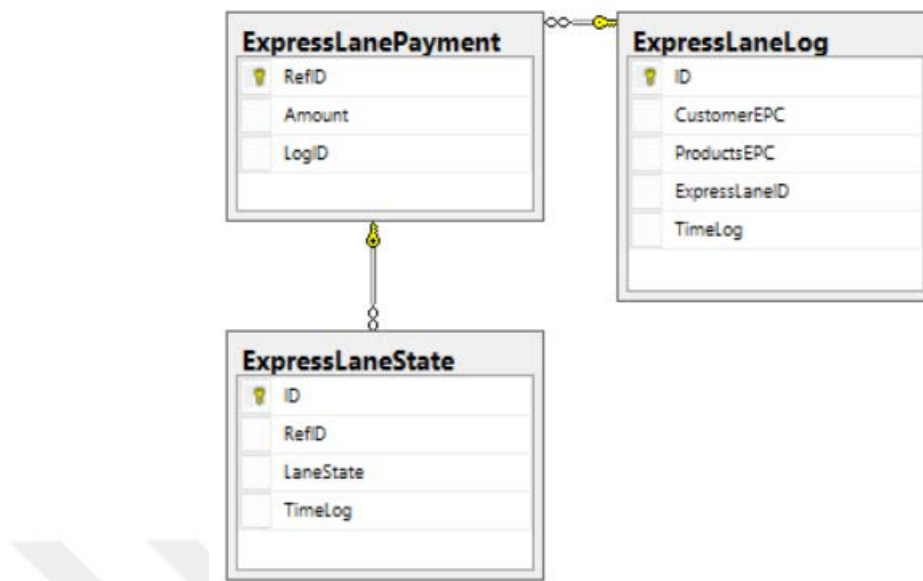 ExpressLanePayment
RefID
Amount
LogID
ExpressLaneLog
ID
CustomerEPC
ProductsEPC
ExpressLaneID
TimeLog
ExpressLaneState
ID
RefID
LaneState
TimeLog